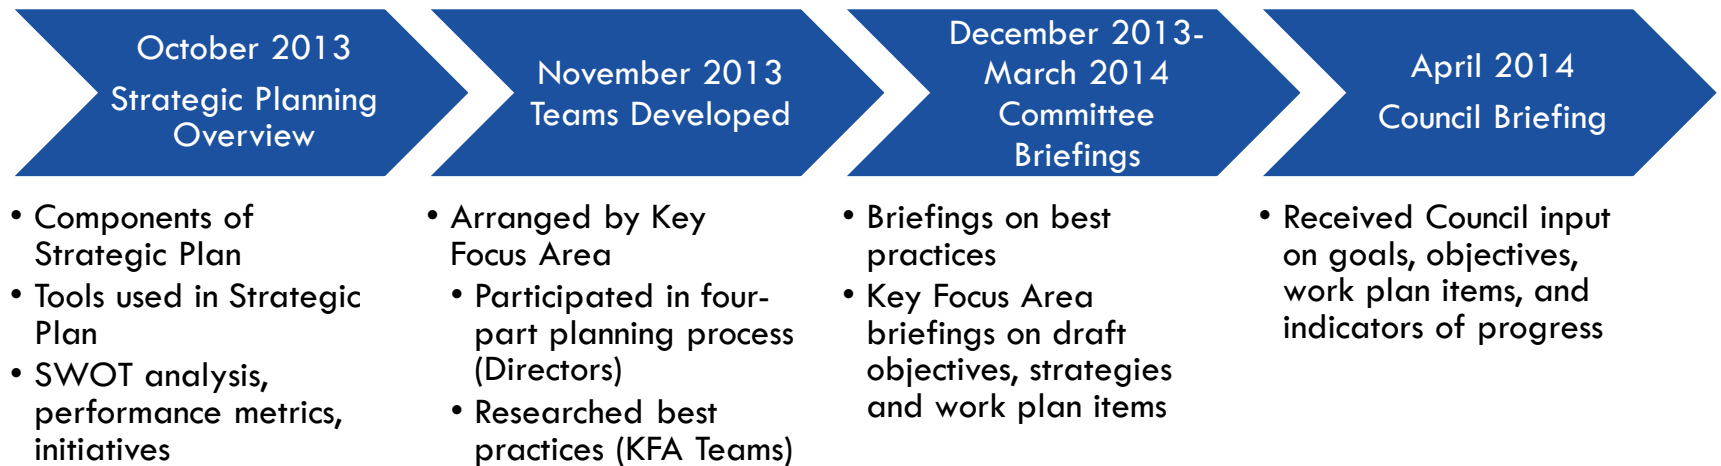 October 2013
Strategic Planning
Overview
• Components of
Strategic Plan
• Tools used in Strategic
Plan
• SWOT analysis,
performance metrics,
initiatives
November 2013
Teams Developed
• Arranged by Key
Focus Area
• Participated in four-
part planning process
(Directors)
• Researched best
practices (KFA Teams)
December 2013-
March 2014
Committee
Briefings
• Briefings on best
practices
• Key Focus Area
briefings on draft
objectives, strategies
and work plan items
April 2014
Council Briefing
• Received Council input
on goals, objectives,
work plan items, and
indicators of progress